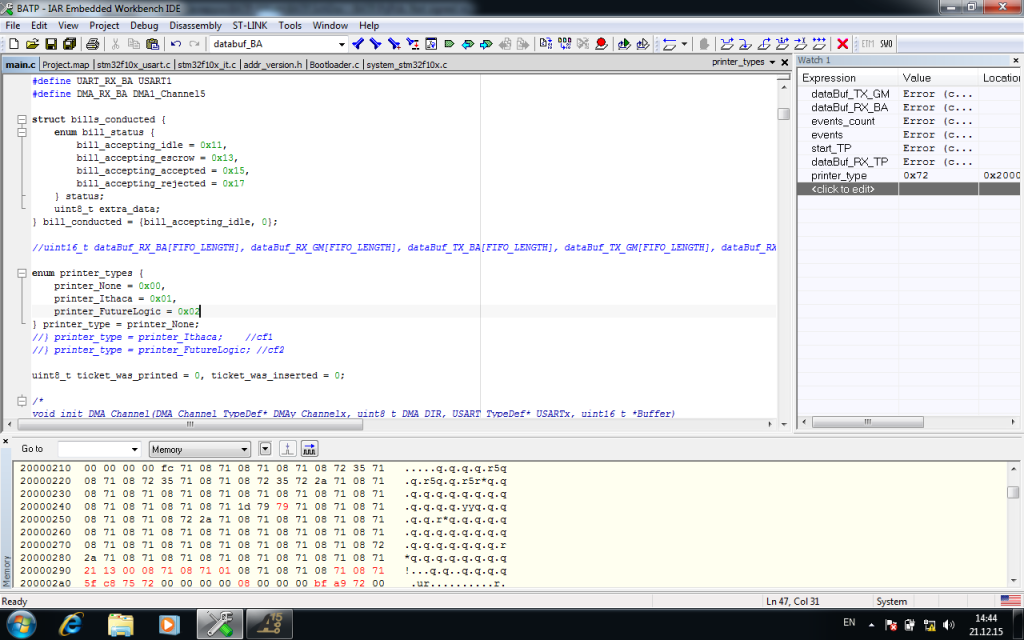 BATP - IAR Embedded Workbench IDE
File Edit View Project Debug Disassembly ST-LINK Tools Window Help
databuf_BA
ETM SWO
main.c Project.map stm32f10x_usart.c stm32f10x_it.c addr_version.h Bootloader.c system_stm32f10x.c
printer_types
#define UART_RX_BA USART1
#define DMA_RX_BA DMA1_Channel5
struct bills_conducted {
enum bill_status {
bill_accepting_idle = 0x11,
bill_accepting_escrow = 0x13,
bill_accepting_accepted = 0x15,
bill_accepting_rejected = 0x17
} status;
uint8_t extra_data;
} bill_conducted = {bill_accepting_idle, 0};
//uint16_t dataBuf_RX_BA[FIFO_LENGTH], dataBuf_RX_GM[FIFO_LENGTH], dataBuf_TX_BA[FIFO_LENGTH], dataBuf_TX_GM[FIFO_LENGTH], dataBuf_RX
enum printer_types {
printer_None = 0x00,
printer_Ithaca = 0x01,
printer_FutureLogic = 0x02
} printer_type = printer_None;
//} printer_type = printer_Ithaca; //cf1
//} printer_type = printer_FutureLogic; //cf2
uint8_t ticket_was_printed = 0, ticket_was_inserted = 0;
/*
void init_DMA_Channel(DMA_Channel_TypeDef* DMAy_Channelx, uint8_t DMA_DIR, USART_TypeDef* USARTx, uint16_t *Buffer)
Watch 1
Expression Value Location
dataBuf_TX_GM Error (c...
dataBuf_RX_BA Error (c...
events_count Error (c...
events Error (c...
start_TP Error (c...
dataBuf_RX_TP Error (c...
printer_type 0x72 0x2000
<click to edit>
Go to Memory
20000210 00 00 00 00 fc 71 08 71 08 71 08 71 08 72 35 71 .....q.q.q.q.r5q
20000220 08 71 08 72 35 71 08 71 08 72 35 72 2a 71 08 71 .q.r5q.q.r5r*q.q
20000230 08 71 08 71 08 71 08 71 08 71 08 71 08 71 08 71 .q.q.q.q.q.q.q.q
20000240 08 71 08 71 08 71 08 71 1d 79 79 71 08 71 08 71 .q.q.q.q.yyq.q.q
20000250 08 71 08 71 08 72 2a 71 08 71 08 71 08 71 08 71 .q.q.r*q.q.q.q.q
20000260 08 71 08 71 08 71 08 71 08 71 08 71 08 71 08 71 .q.q.q.q.q.q.q.q
20000270 08 71 08 71 08 71 08 71 08 71 08 71 08 71 08 72 .q.q.q.q.q.q.q.r
20000280 2a 71 08 71 08 71 08 71 08 71 08 71 08 71 08 71 *q.q.q.q.q.q.q.q
20000290 21 13 00 08 71 08 71 01 08 71 08 71 08 71 08 71 !...q.q..q.q.q.q
200002a0 5f c8 75 72 00 00 00 00 08 00 00 00 bf a9 72 00 .ur..........r.
Memory
Ready
Ln 47, Col 31
System
EN
14:44
21.12.15